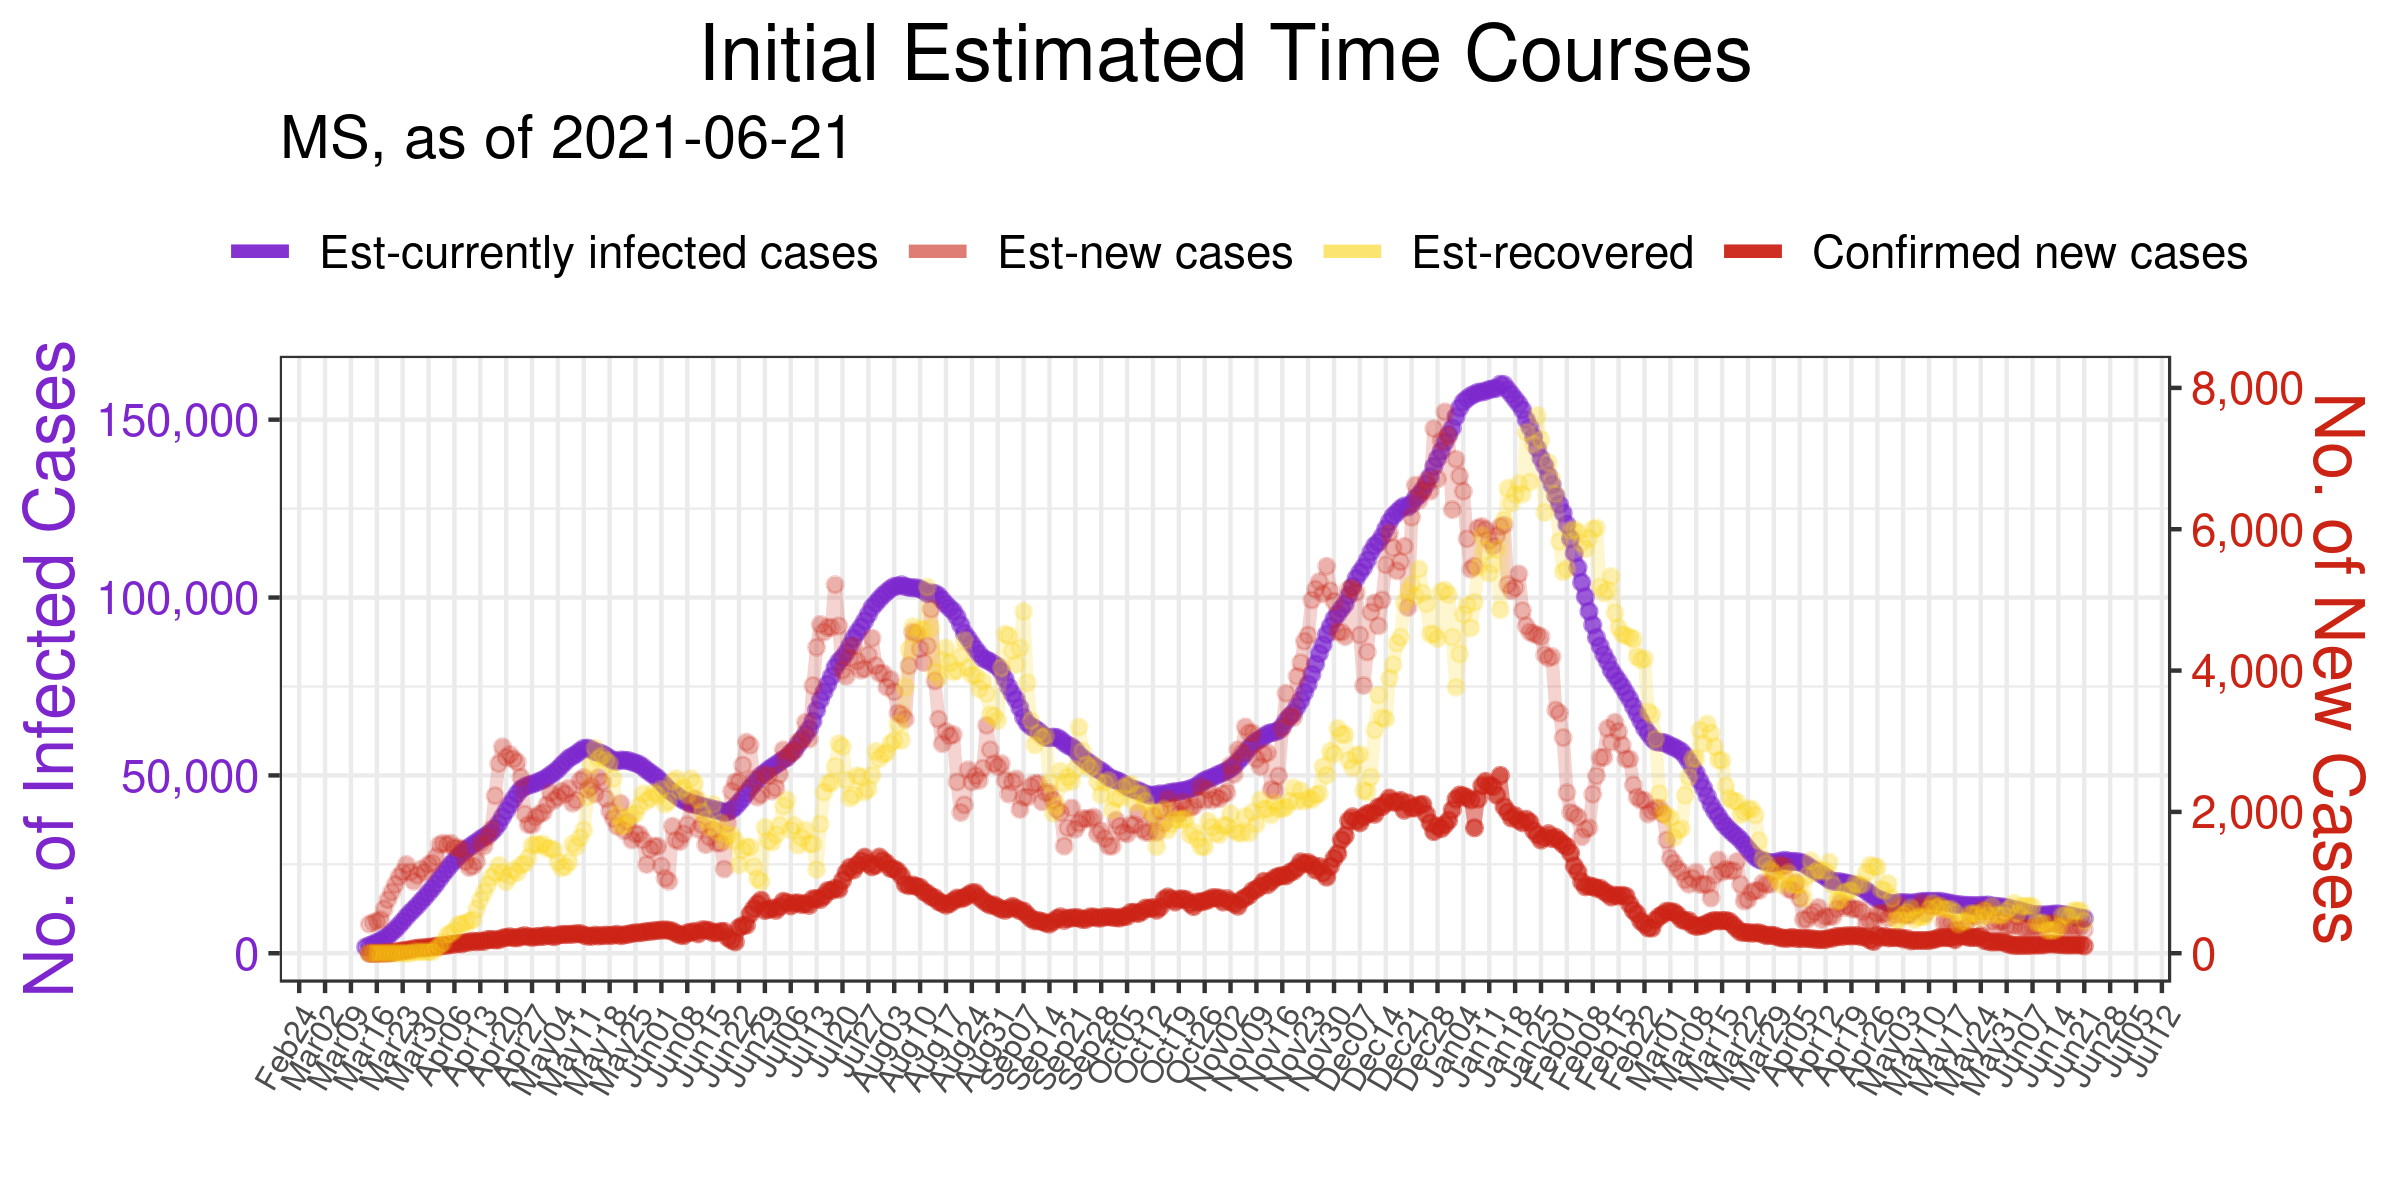 Initial Estimated Time Courses
MS, as of 2021-06-21
Est-currently infected cases
Est-new cases
Est-recovered
Confirmed new cases
No. of Infected Cases
150,000
100,000
50,000
0
8,000
6,000
4,000
2,000
0
No. of New Cases
Feb24
Mar02
Mar09
Mar16
Mar23
Mar30
Apr06
Apr13
Apr20
Apr27
May04
May11
May18
May25
Jun01
Jun08
Jun15
Jun22
Jun29
Jul06
Jul13
Jul20
Jul27
Aug03
Aug10
Aug17
Aug24
Aug31
Sep07
Sep14
Sep21
Sep28
Oct05
Oct12
Oct19
Oct26
Nov02
Nov09
Nov16
Nov23
Nov30
Dec07
Dec14
Dec21
Dec28
Jan04
Jan11
Jan18
Jan25
Feb01
Feb08
Feb15
Feb22
Mar01
Mar08
Mar15
Mar22
Mar29
Apr05
Apr12
Apr19
Apr26
May03
May10
May17
May24
May31
Jun07
Jun14
Jun21
Jun28
Jul05
Jul12